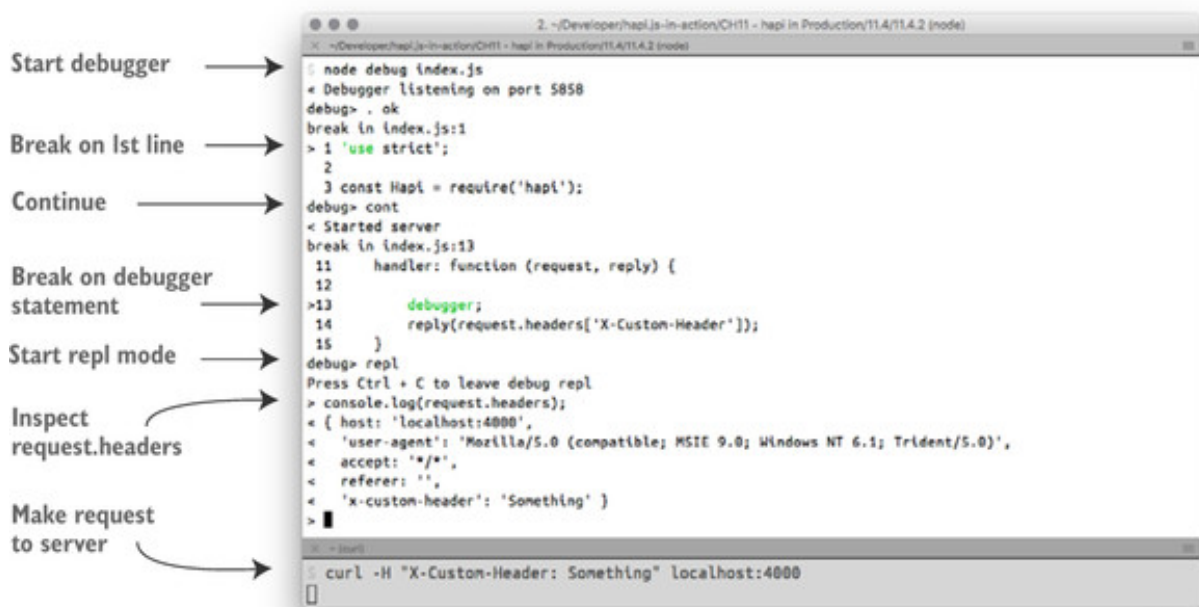 2. ~/Developer/hapi.js-in-action/CH11 - hapi in Production/11.4/11.4.2 (node)
× ~/Developer/hapi.js-in-action/CH11 - hapi in Production/11.4/11.4.2 (node)
Start debugger
$ node debug index.js
< Debugger listening on port 5858
debug> . ok
break in index.js:1
Break on 1st line
> 1 'use strict';
2
3 const Hapi = require('hapi');
Continue
debug> cont
< Started server
break in index.js:13
11 handler: function (request, reply) {
12
Break on debugger
statement
>13 debugger;
14 reply(request.headers['X-Custom-Header']);
15 }
Start repl mode
debug> repl
Press Ctrl + C to leave debug repl
Inspect
request.headers
> console.log(request.headers);
< { host: 'localhost:4000',
< 'user-agent': 'Mozilla/5.0 (compatible; MSIE 9.0; Windows NT 6.1; Trident/5.0)',
< accept: '*/*',
< referer: '',
< 'x-custom-header': 'Something' }
>
× ~ (curl)
Make request
to server
$ curl -H "X-Custom-Header: Something" localhost:4000